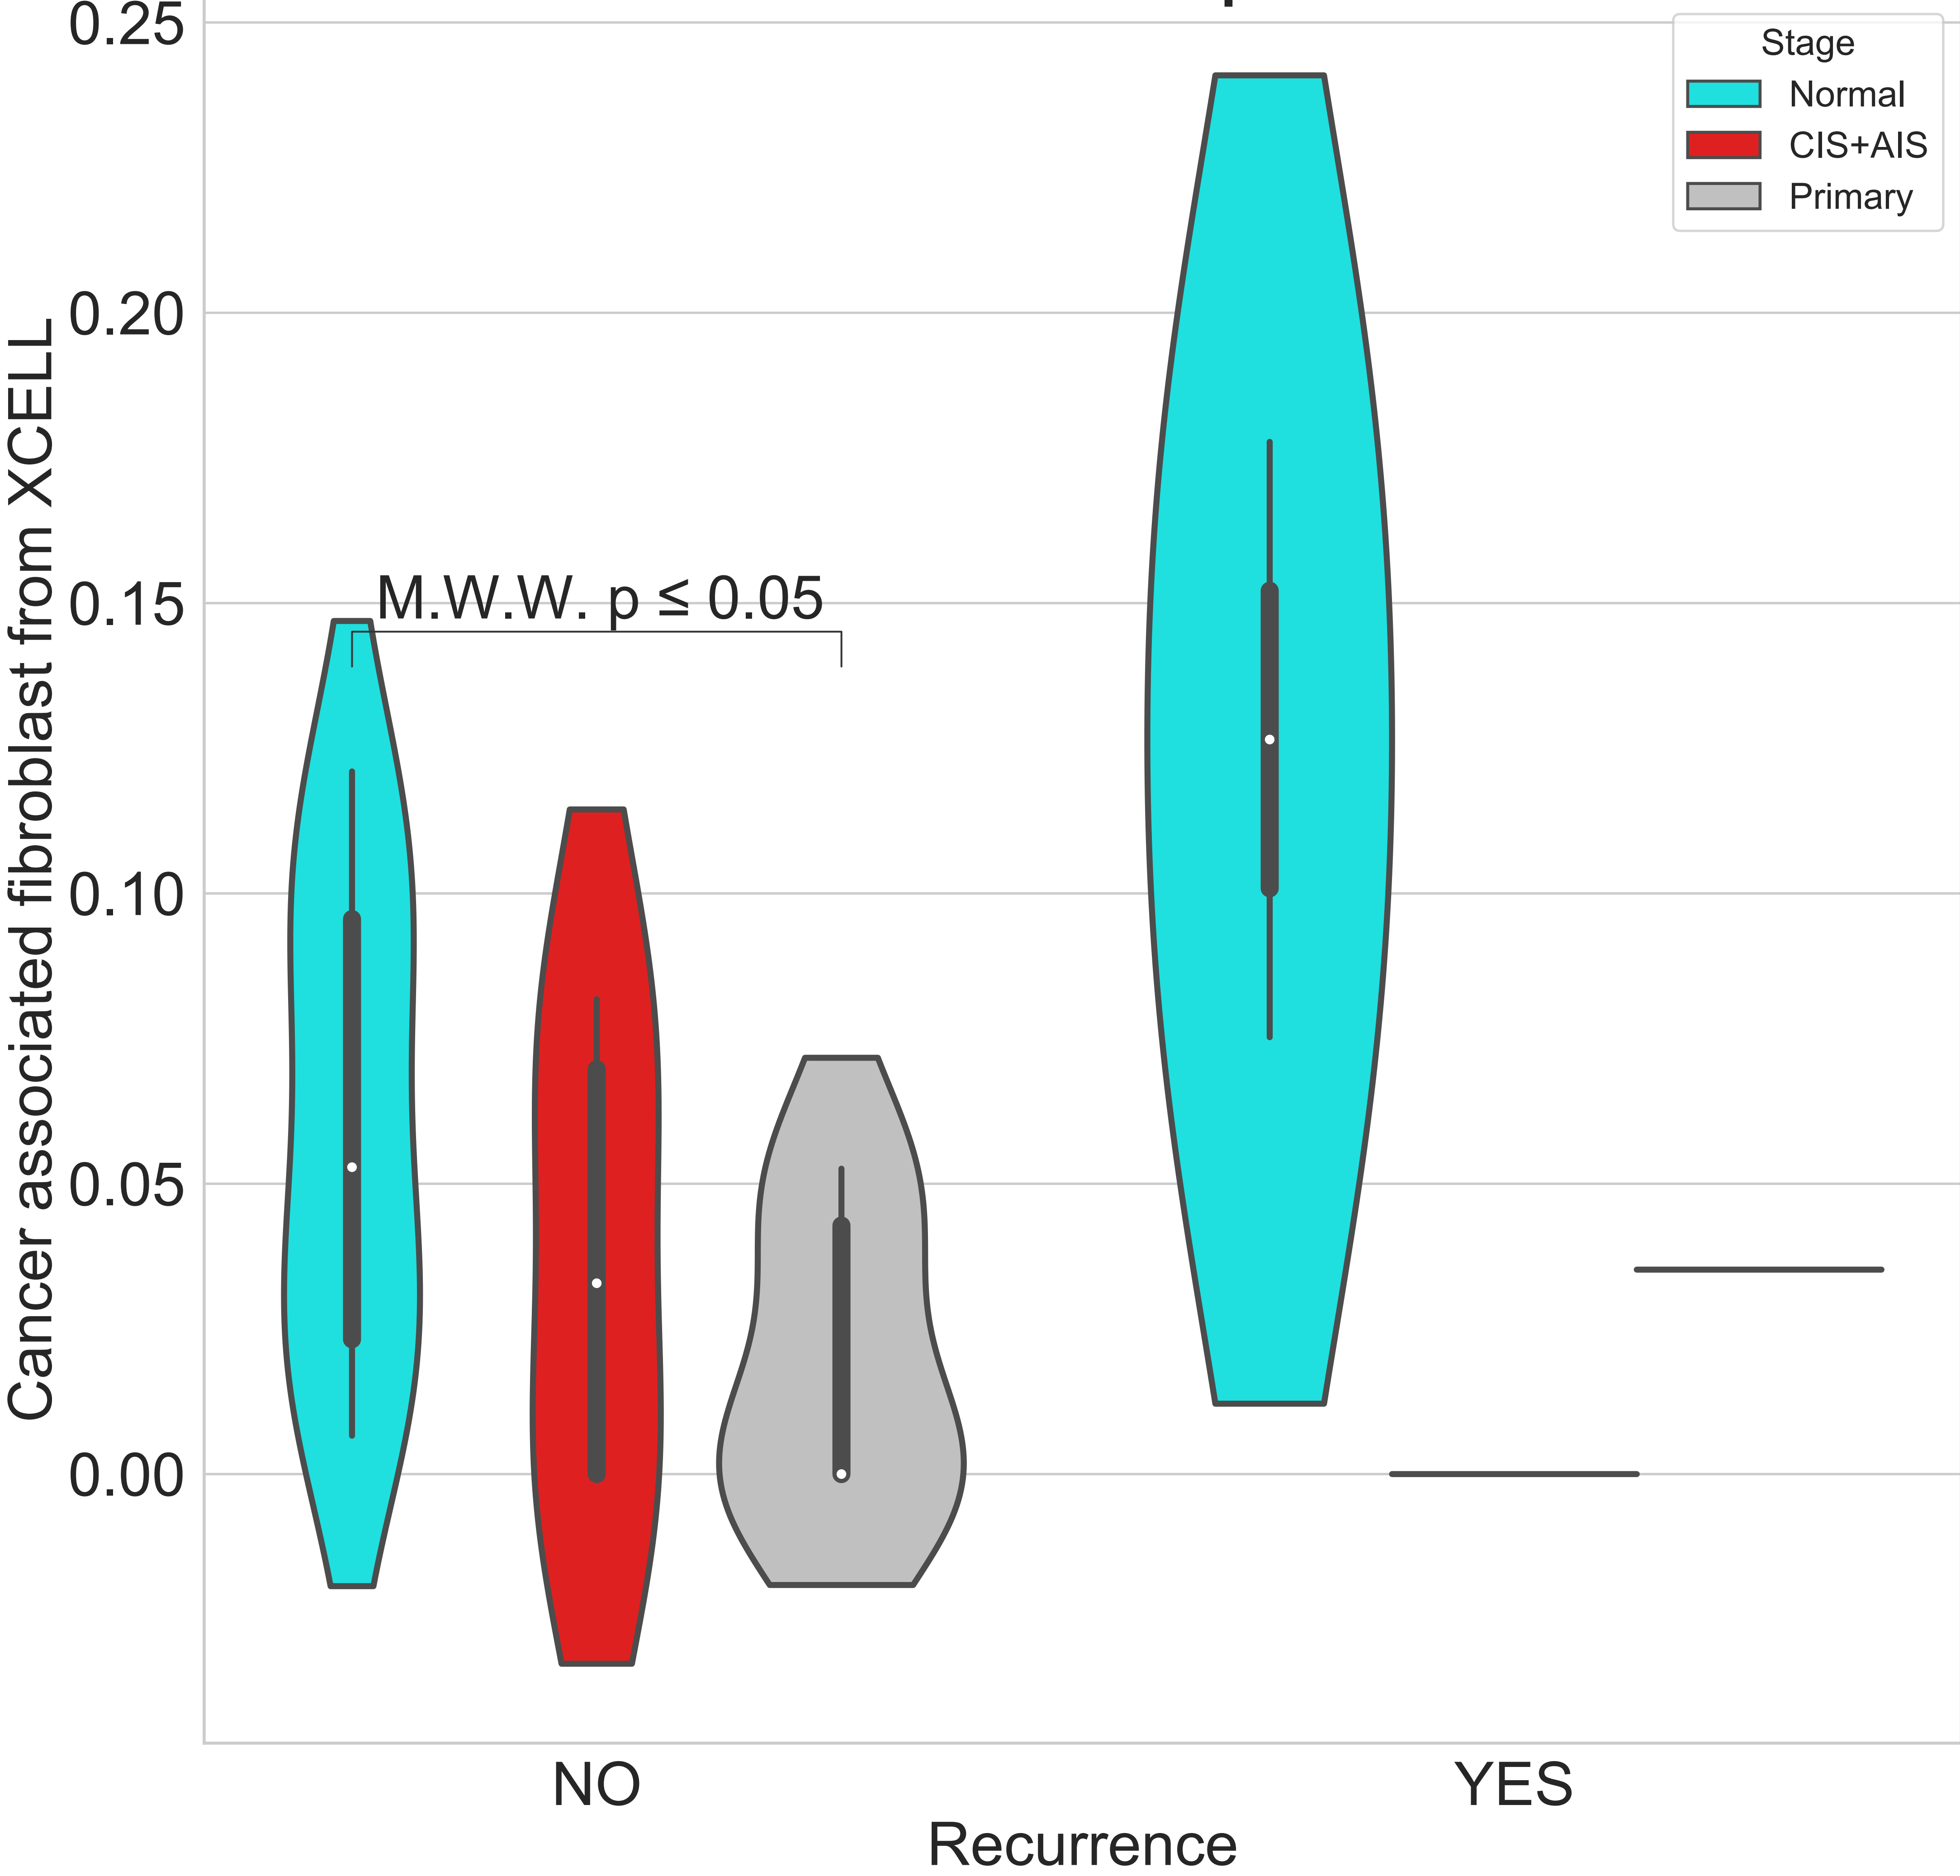 0.25
0.20
0.15
0.10
0.05
0.00
Cancer associated fibroblast from XCELL
M.W.W. p ≤ 0.05
Stage
Normal
CIS+AIS
Primary
NO
YES
Recurrence